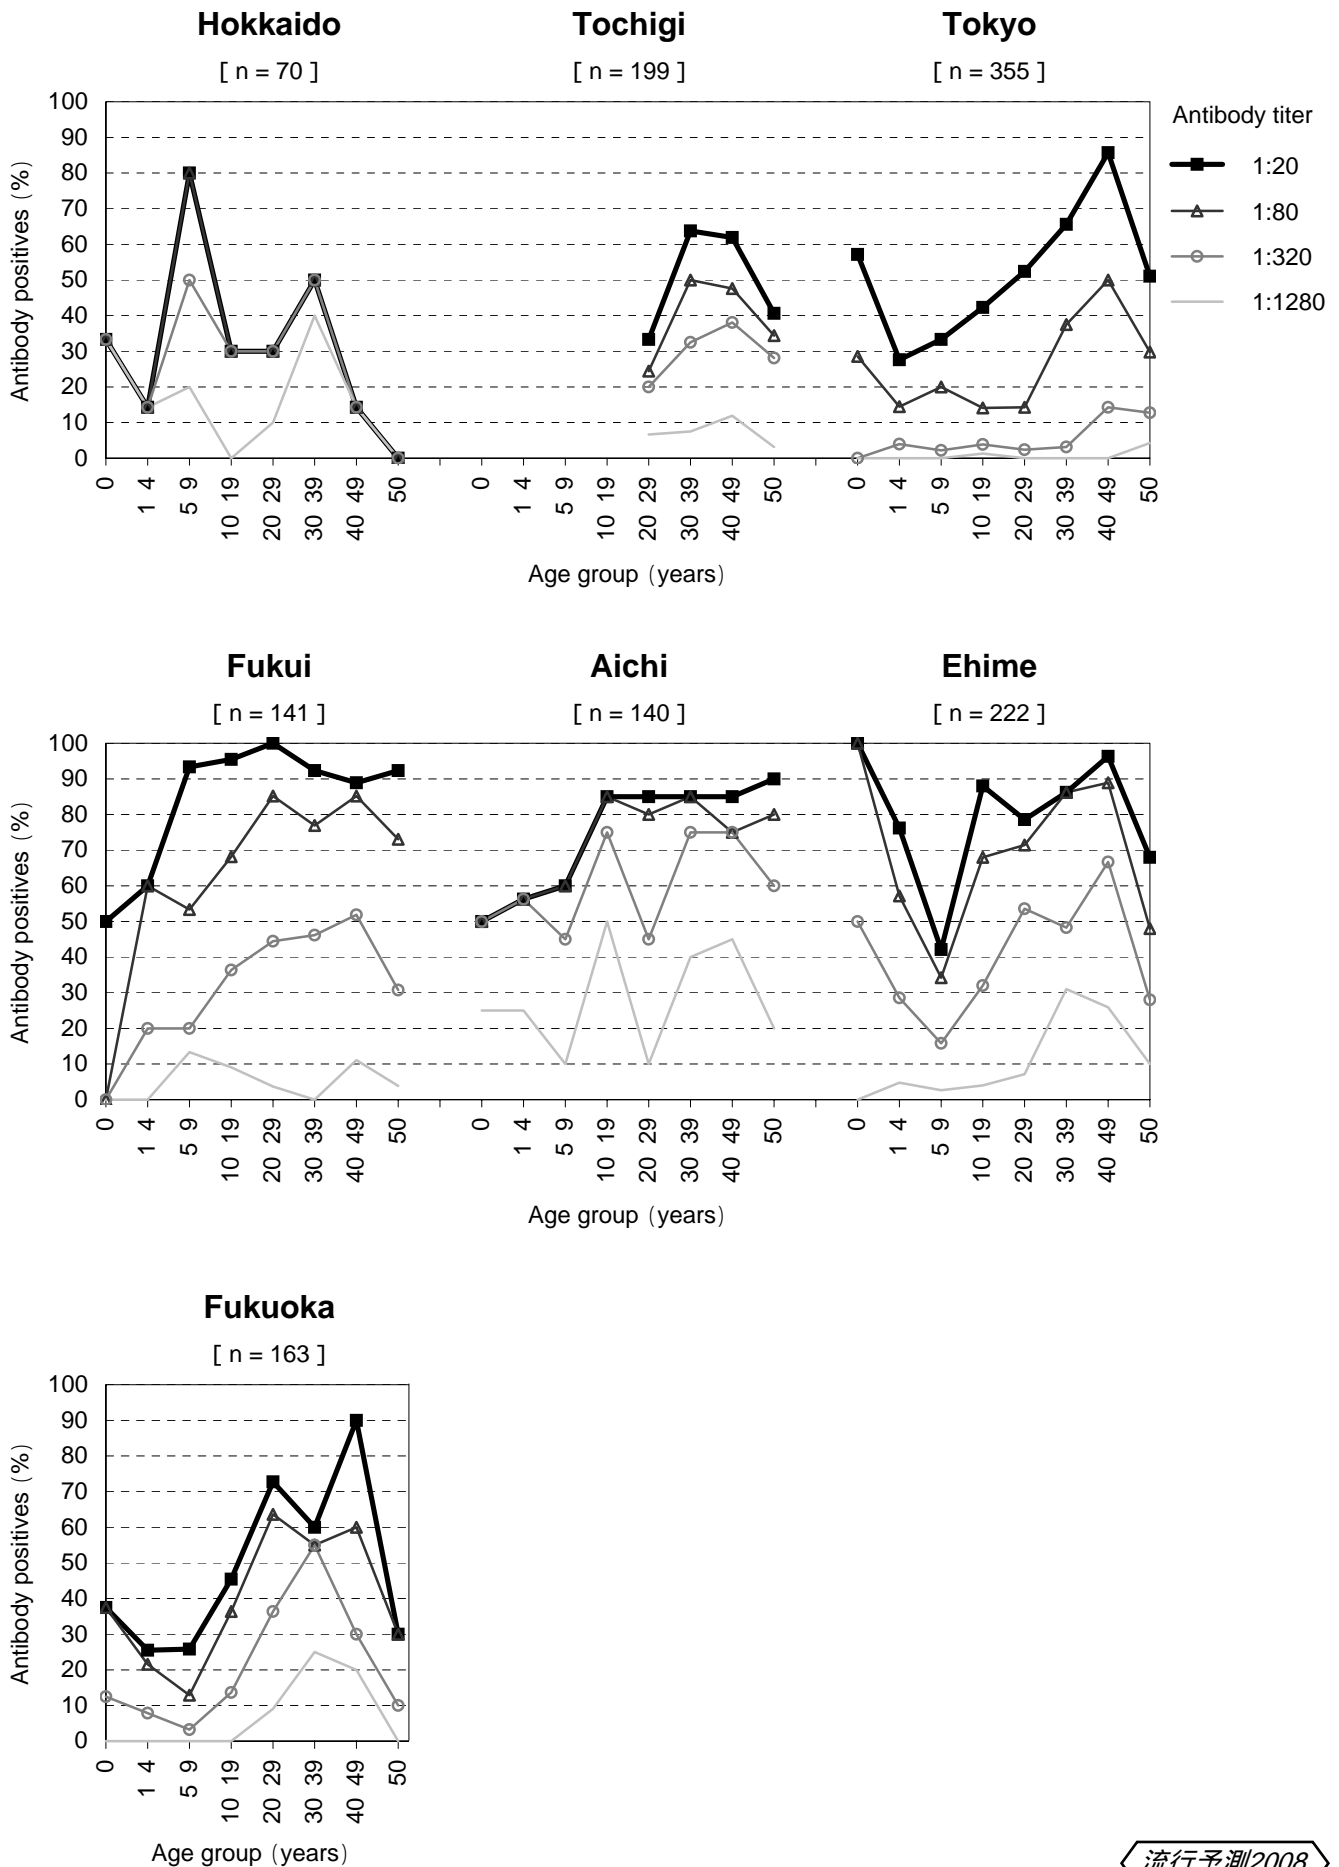 Hokkaido Tochigi Tokyo
[ n = 70 ] [ n = 199 ] [ n = 355 ]
Antibody titer
1:20
1:80
1:320
1:1280
Antibody positives (%)
100
90
80
70
60
50
40
30
20
10
0
0 1 4 5 9 10 19 20 29 30 39 40 49 50 0 1 4 5 9 10 19 20 29 30 39 40 49 50 0 1 4 5 9 10 19 20 29 30 39 40 49 50
Age group (years)
Fukui Aichi Ehime
[ n = 141 ] [ n = 140 ] [ n = 222 ]
Antibody positives (%)
100
90
80
70
60
50
40
30
20
10
0
0 1 4 5 9 10 19 20 29 30 39 40 49 50 0 1 4 5 9 10 19 20 29 30 39 40 49 50 0 1 4 5 9 10 19 20 29 30 39 40 49 50
Age group (years)
Fukuoka
[ n = 163 ]
Antibody positives (%)
100
90
80
70
60
50
40
30
20
10
0
0 1 4 5 9 10 19 20 29 30 39 40 49 50
Age group (years)
流行予測2008